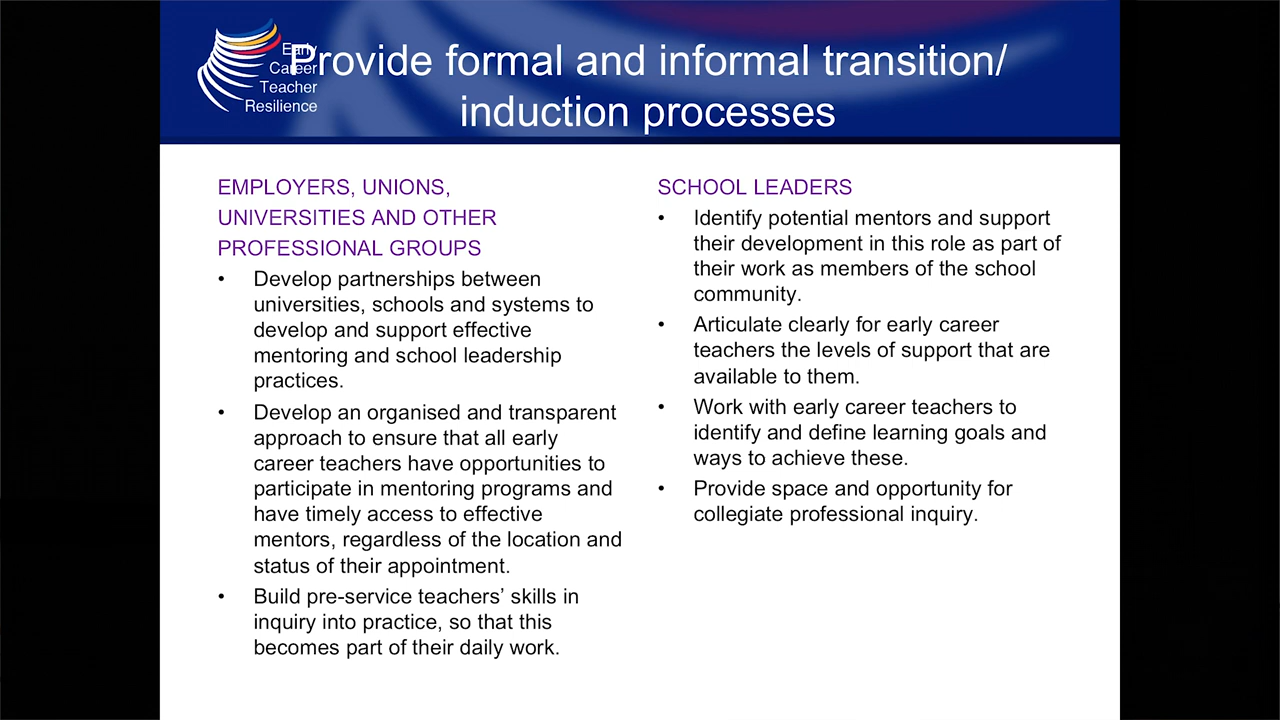 Early
Career
Teacher
Resilience
Provide formal and informal transition/
induction processes
EMPLOYERS, UNIONS,
UNIVERSITIES AND OTHER
PROFESSIONAL GROUPS
• Develop partnerships between
universities, schools and systems to
develop and support effective
mentoring and school leadership
practices.
• Develop an organised and transparent
approach to ensure that all early
career teachers have opportunities to
participate in mentoring programs and
have timely access to effective
mentors, regardless of the location and
status of their appointment.
• Build pre-service teachers’ skills in
inquiry into practice, so that this
becomes part of their daily work.
SCHOOL LEADERS
• Identify potential mentors and support
their development in this role as part of
their work as members of the school
community.
• Articulate clearly for early career
teachers the levels of support that are
available to them.
• Work with early career teachers to
identify and define learning goals and
ways to achieve these.
• Provide space and opportunity for
collegiate professional inquiry.